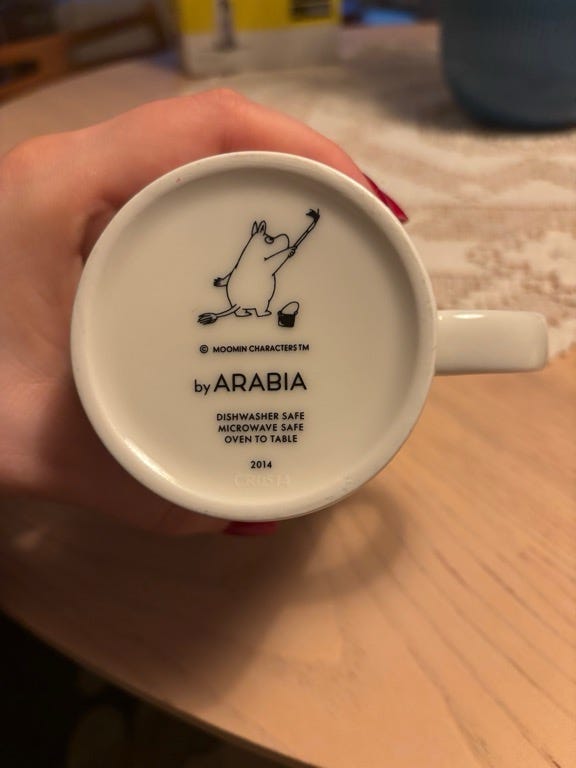 © MOOMIN CHARACTERS TM
by ARABIA
DISHWASHER SAFE
MICROWAVE SAFE
OVEN TO TABLE
2014